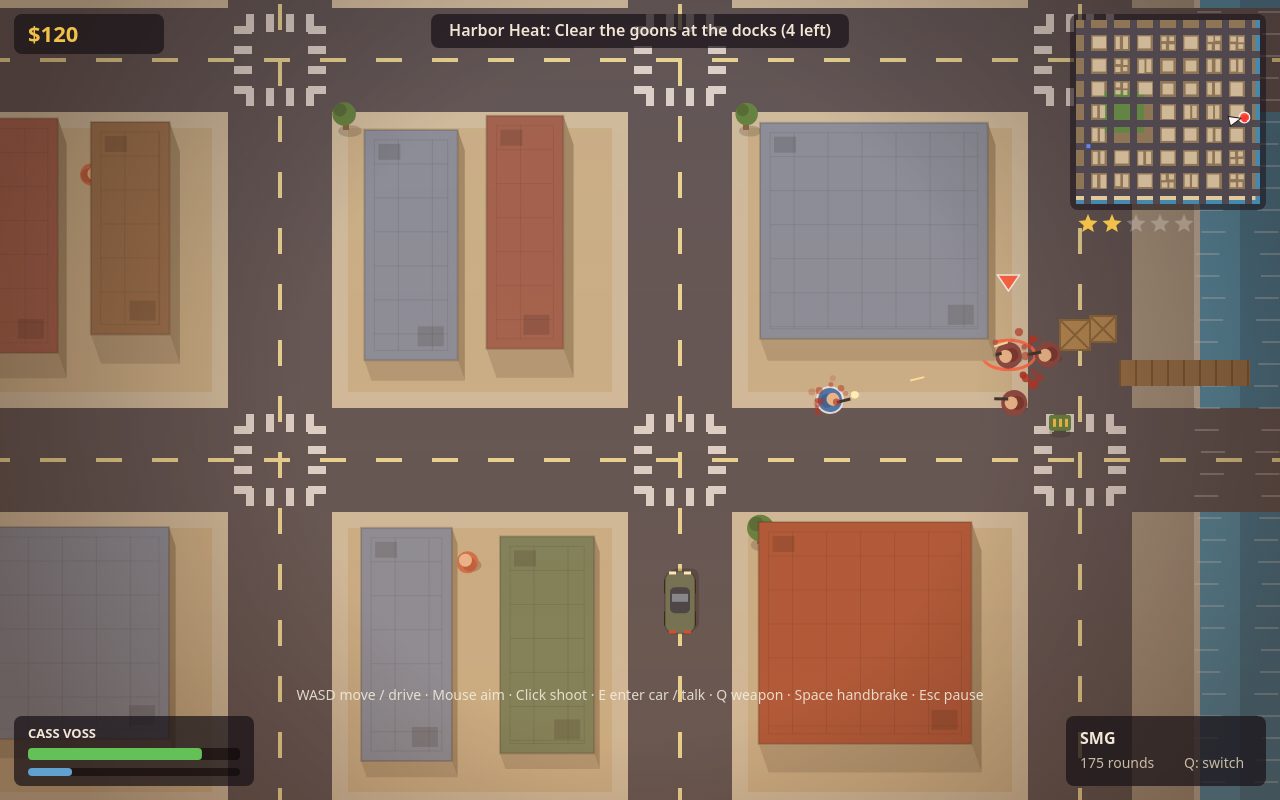 $120
Harbor Heat: Clear the goons at the docks (4 left)
WASD move / drive · Mouse aim · Click shoot · E enter car / talk · Q weapon · Space handbrake · Esc pause
CASS VOSS
SMG
175 rounds Q: switch